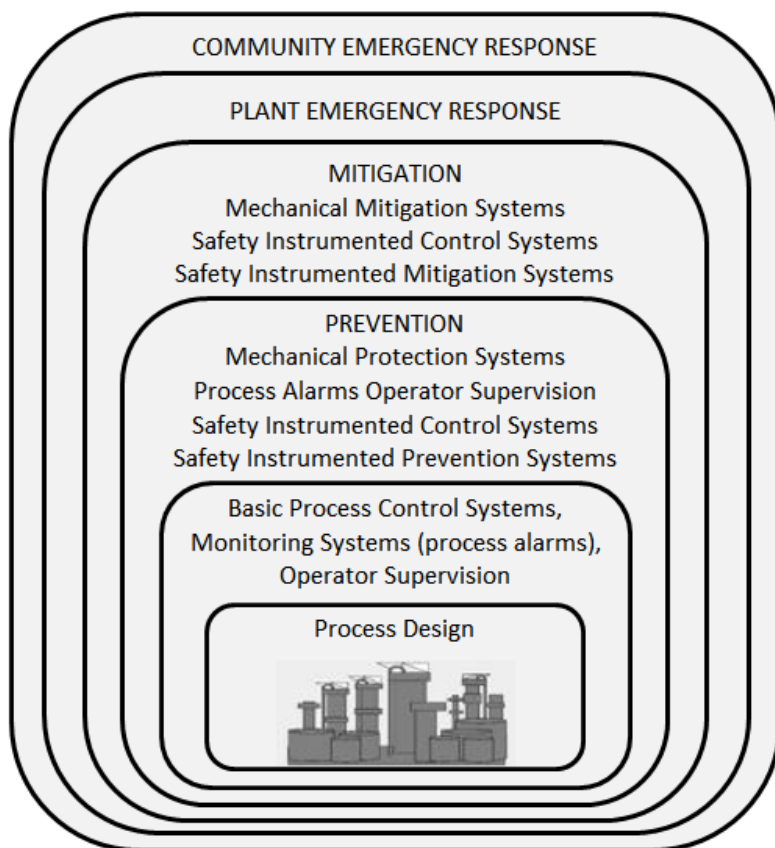 COMMUNITY EMERGENCY RESPONSE
PLANT EMERGENCY RESPONSE
MITIGATION
Mechanical Mitigation Systems
Safety Instrumented Control Systems
Safety Instrumented Mitigation Systems
PREVENTION
Mechanical Protection Systems
Process Alarms Operator Supervision
Safety Instrumented Control Systems
Safety Instrumented Prevention Systems
Basic Process Control Systems,
Monitoring Systems (process alarms),
Operator Supervision
Process Design